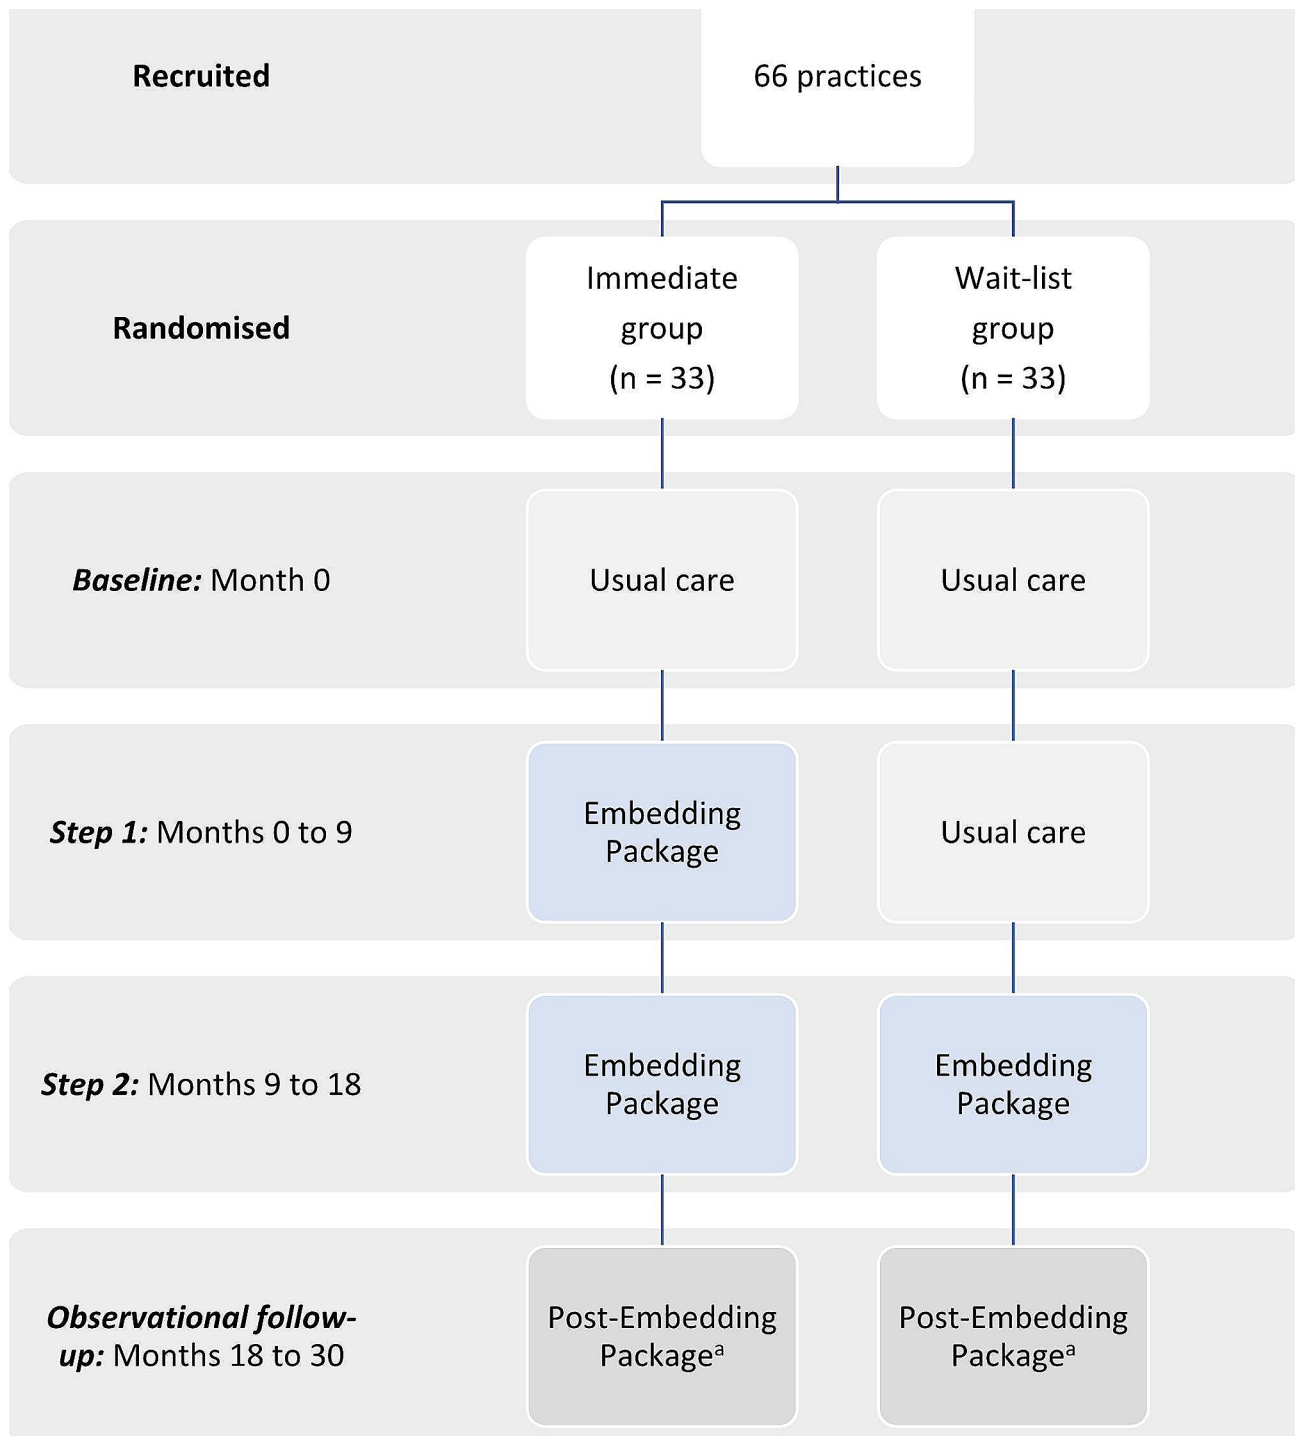 Recruited
66 practices
Randomised
Immediate
group
(n = 33)
Wait-list
group
(n = 33)
Baseline: Month 0
Usual care
Usual care
Step 1: Months 0 to 9
Embedding
Package
Usual care
Step 2: Months 9 to 18
Embedding
Package
Embedding
Package
Observational follow-
up: Months 18 to 30
Post-Embedding
Packageᵃ
Post-Embedding
Packageᵃ